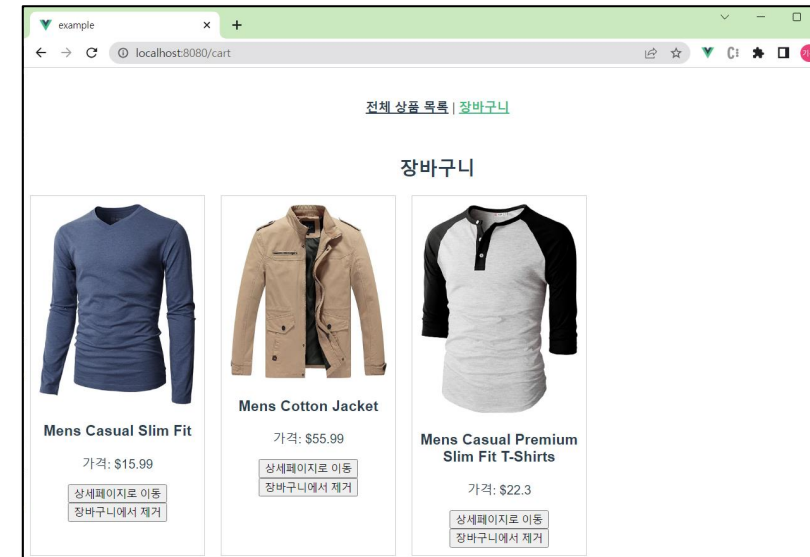 example
localhost:8080/cart
전체 상품 목록 | 장바구니
장바구니
Mens Casual Slim Fit
가격: $15.99
상세페이지로 이동
장바구니에서 제거
Mens Cotton Jacket
가격: $55.99
상세페이지로 이동
장바구니에서 제거
Mens Casual Premium
Slim Fit T-Shirts
가격: $22.3
상세페이지로 이동
장바구니에서 제거